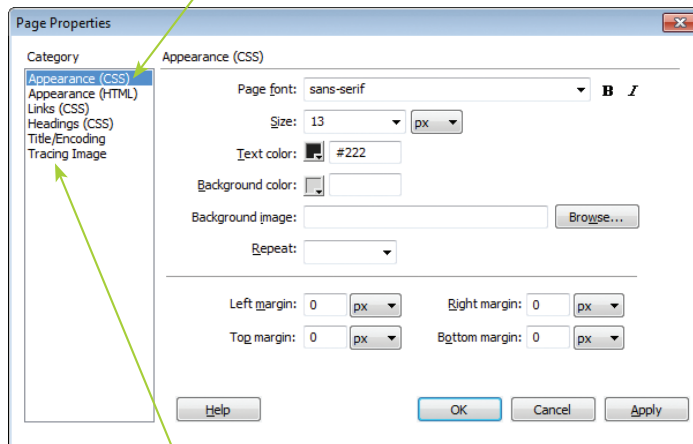 Page Properties
Category
Appearance (CSS)
Appearance (HTML)
Links (CSS)
Headings (CSS)
Title/Encoding
Tracing Image
Appearance (CSS)
Page font: sans-serif B I
Size: 13 px
Text color: #222
Background color:
Background image: Browse...
Repeat:
Left margin: 0 px Right margin: 0 px
Top margin: 0 px Bottom margin: 0 px
Help OK Cancel Apply